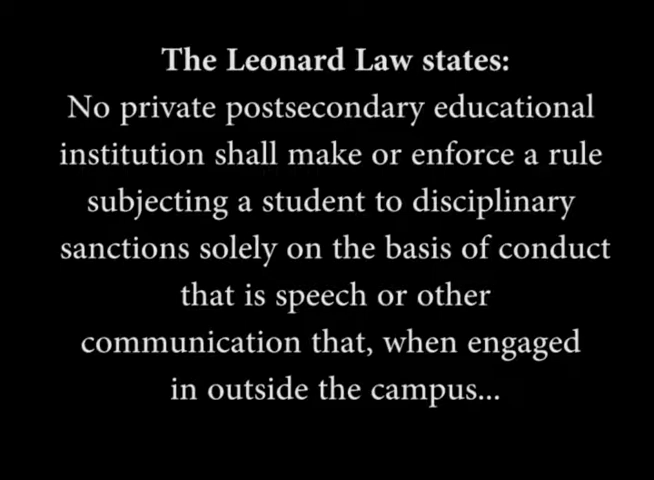 The Leonard Law states:
No private postsecondary educational
institution shall make or enforce a rule
subjecting a student to disciplinary
sanctions solely on the basis of conduct
that is speech or other
communication that, when engaged
in outside the campus...